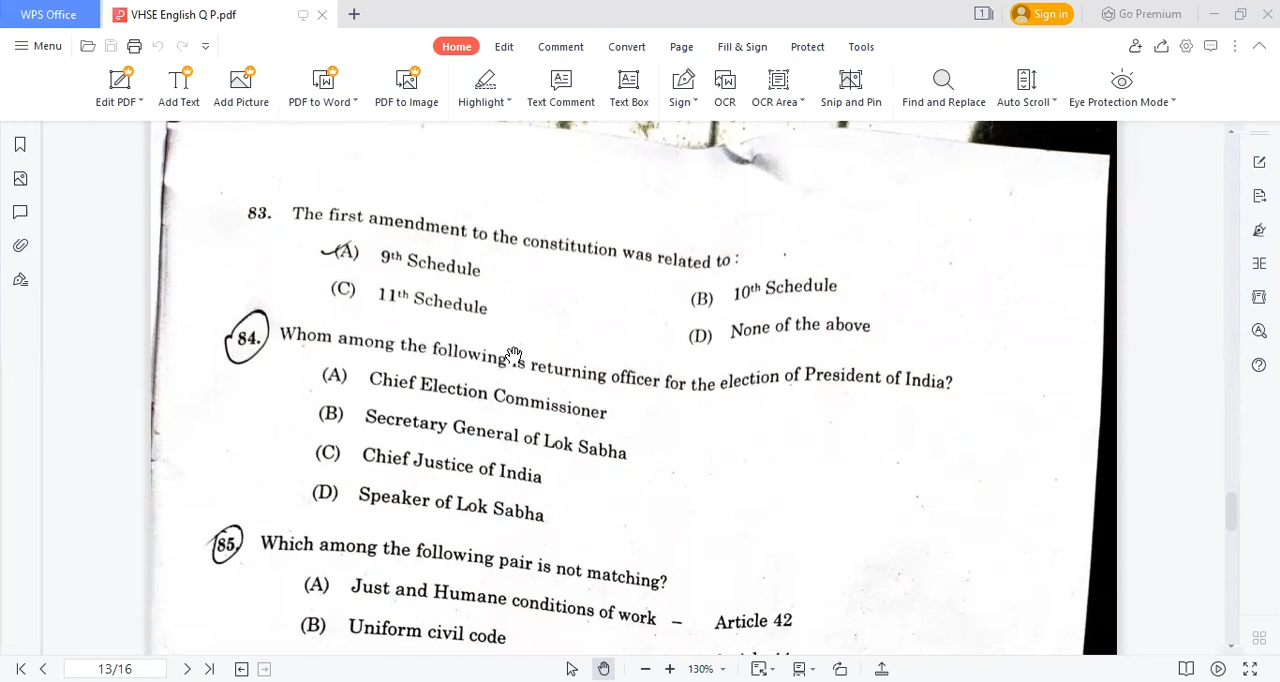 WPS Office
VHSE English Q P.pdf
Sign in
Go Premium
Menu
Home Edit Comment Convert Page Fill & Sign Protect Tools
Edit PDF Add Text Add Picture PDF to Word PDF to Image Highlight Text Comment Text Box Sign OCR OCR Area Snip and Pin Find and Replace Auto Scroll Eye Protection Mode
83. The first amendment to the constitution was related to :
(A) 9th Schedule
(B) 10th Schedule
(C) 11th Schedule
(D) None of the above
84. Whom among the following is returning officer for the election of President of India?
(A) Chief Election Commissioner
(B) Secretary General of Lok Sabha
(C) Chief Justice of India
(D) Speaker of Lok Sabha
85. Which among the following pair is not matching?
(A) Just and Humane conditions of work – Article 42
(B) Uniform civil code
13/16
130%